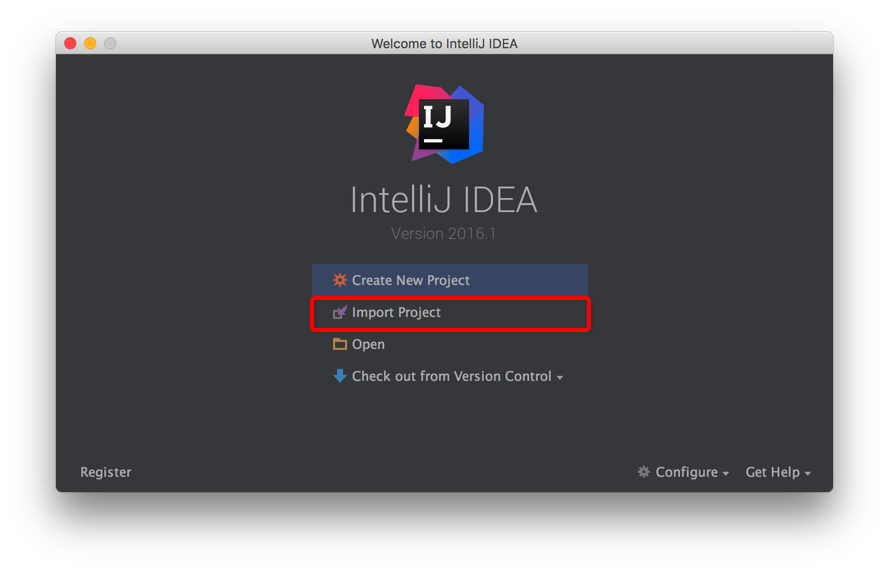 Welcome to IntelliJ IDEA
IJ
IntelliJ IDEA
Version 2016.1
Create New Project
Import Project
Open
Check out from Version Control
Register
Configure
Get Help